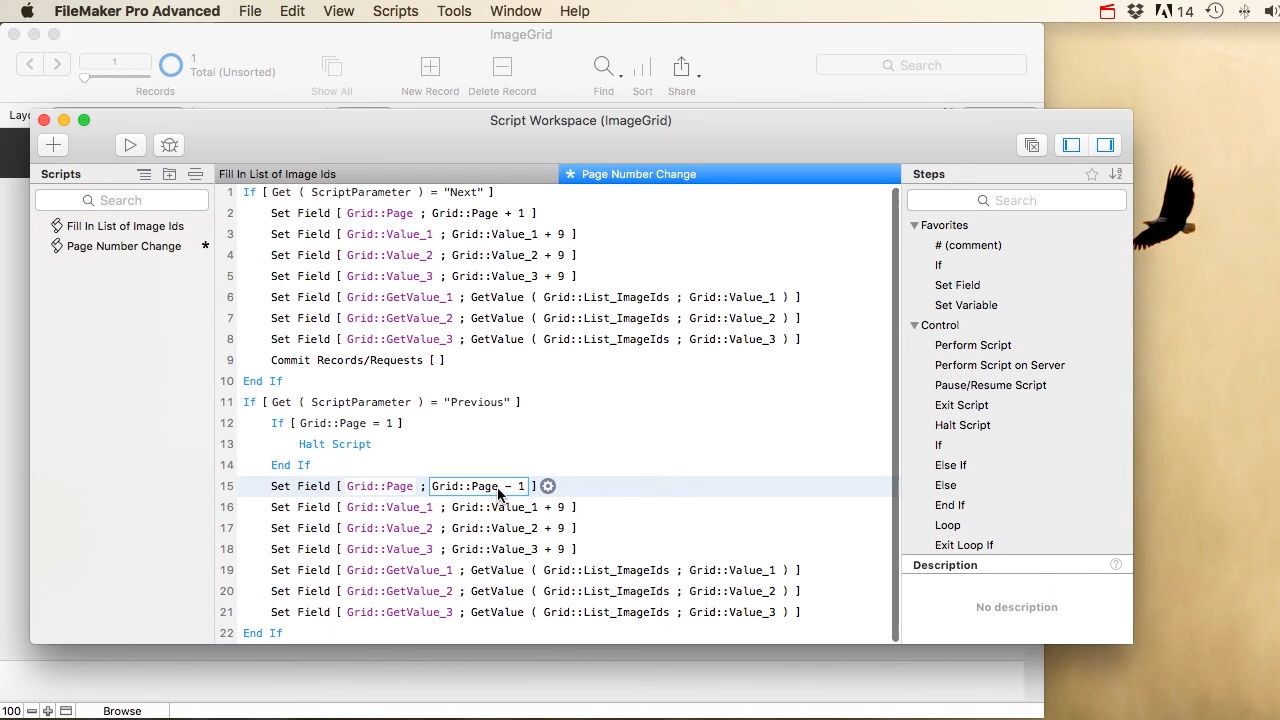 FileMaker Pro Advanced File Edit View Scripts Tools Window Help 14
ImageGrid
1 1 Total (Unsorted) Search
Records Show All New Record Delete Record Find Sort Share
Script Workspace (ImageGrid)
Scripts
Search
Fill In List of Image Ids
Page Number Change *
Fill In List of Image Ids * Page Number Change
1 If [ Get ( ScriptParameter ) = "Next" ]
2 Set Field [ Grid::Page ; Grid::Page + 1 ]
3 Set Field [ Grid::Value_1 ; Grid::Value_1 + 9 ]
4 Set Field [ Grid::Value_2 ; Grid::Value_2 + 9 ]
5 Set Field [ Grid::Value_3 ; Grid::Value_3 + 9 ]
6 Set Field [ Grid::GetValue_1 ; GetValue ( Grid::List_ImageIds ; Grid::Value_1 ) ]
7 Set Field [ Grid::GetValue_2 ; GetValue ( Grid::List_ImageIds ; Grid::Value_2 ) ]
8 Set Field [ Grid::GetValue_3 ; GetValue ( Grid::List_ImageIds ; Grid::Value_3 ) ]
9 Commit Records/Requests [ ]
10 End If
11 If [ Get ( ScriptParameter ) = "Previous" ]
12 If [ Grid::Page = 1 ]
13 Halt Script
14 End If
15 Set Field [ Grid::Page ; Grid::Page - 1 ]
16 Set Field [ Grid::Value_1 ; Grid::Value_1 + 9 ]
17 Set Field [ Grid::Value_2 ; Grid::Value_2 + 9 ]
18 Set Field [ Grid::Value_3 ; Grid::Value_3 + 9 ]
19 Set Field [ Grid::GetValue_1 ; GetValue ( Grid::List_ImageIds ; Grid::Value_1 ) ]
20 Set Field [ Grid::GetValue_2 ; GetValue ( Grid::List_ImageIds ; Grid::Value_2 ) ]
21 Set Field [ Grid::GetValue_3 ; GetValue ( Grid::List_ImageIds ; Grid::Value_3 ) ]
22 End If
Steps
Search
Favorites
# (comment)
If
Set Field
Set Variable
Control
Perform Script
Perform Script on Server
Pause/Resume Script
Exit Script
Halt Script
If
Else If
Else
End If
Loop
Exit Loop If
Description
No description
100 Browse